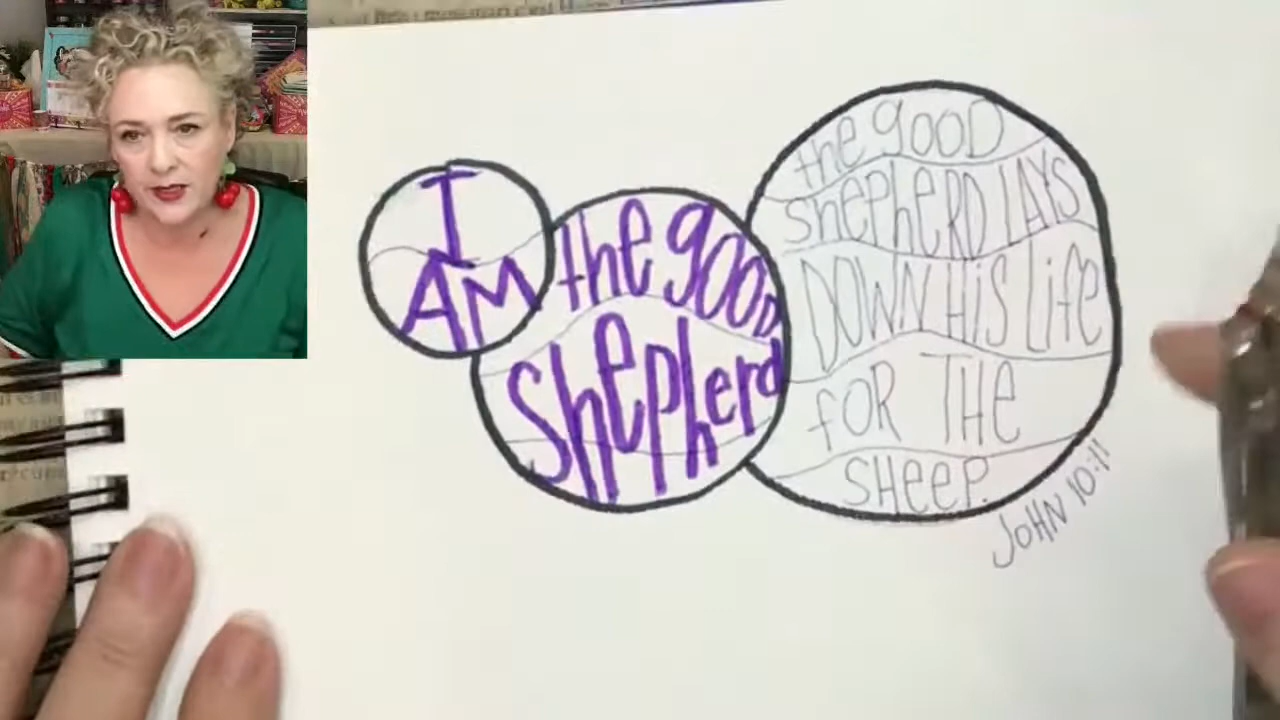 I
AM
the gooD
Shepherd
the gooD
ShepheRD LAYS
DOWN HiS Life
foR THe
SHeep.
JoHN 10:11